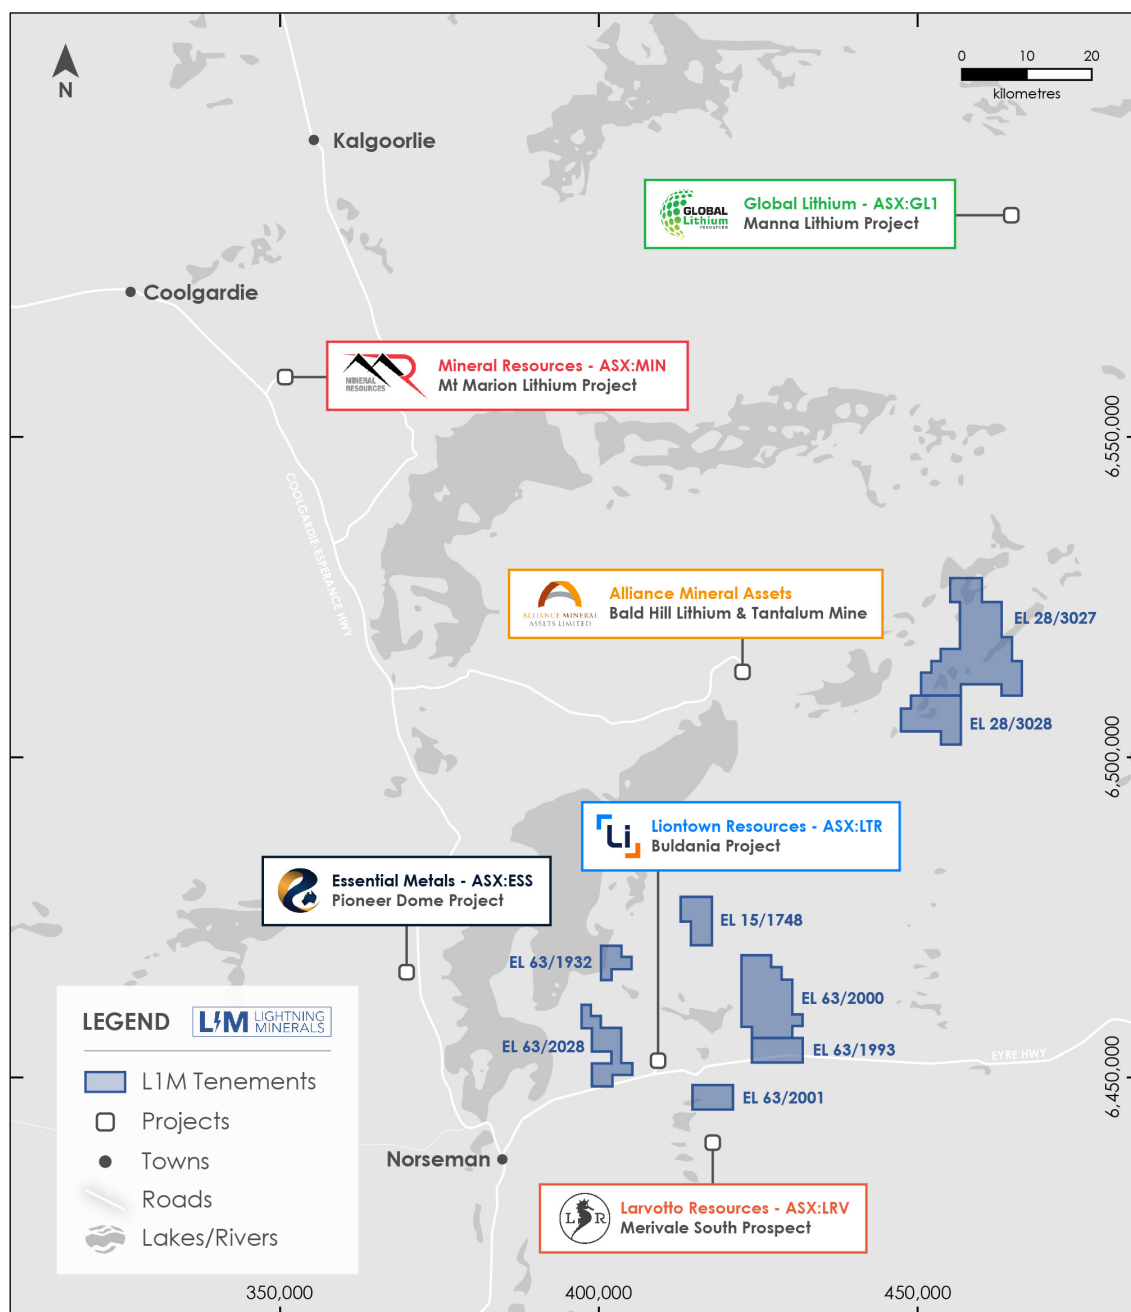 N
0 10 20
kilometres
Kalgoorlie
GLOBAL
Lithium
RESOURCES
Global Lithium - ASX:GL1
Manna Lithium Project
Coolgardie
MINERAL
RESOURCES
Mineral Resources - ASX:MIN
Mt Marion Lithium Project
6,550,000
COOLGARDIE-ESPERANCE HWY
ALLIANCE MINERAL
ASSETS LIMITED
Alliance Mineral Assets
Bald Hill Lithium & Tantalum Mine
EL 28/3027
EL 28/3028
6,500,000
Li
Liontown Resources - ASX:LTR
Buldania Project
Essential Metals - ASX:ESS
Pioneer Dome Project
EL 15/1748
EL 63/1932
EL 63/2000
EL 63/2028
EL 63/1993
EYRE HWY
6,450,000
EL 63/2001
Norseman
L R
Larvotto Resources - ASX:LRV
Merivale South Prospect
LEGEND
L1M
LIGHTNING
MINERALS
L1M Tenements
Projects
Towns
Roads
Lakes/Rivers
350,000 400,000 450,000